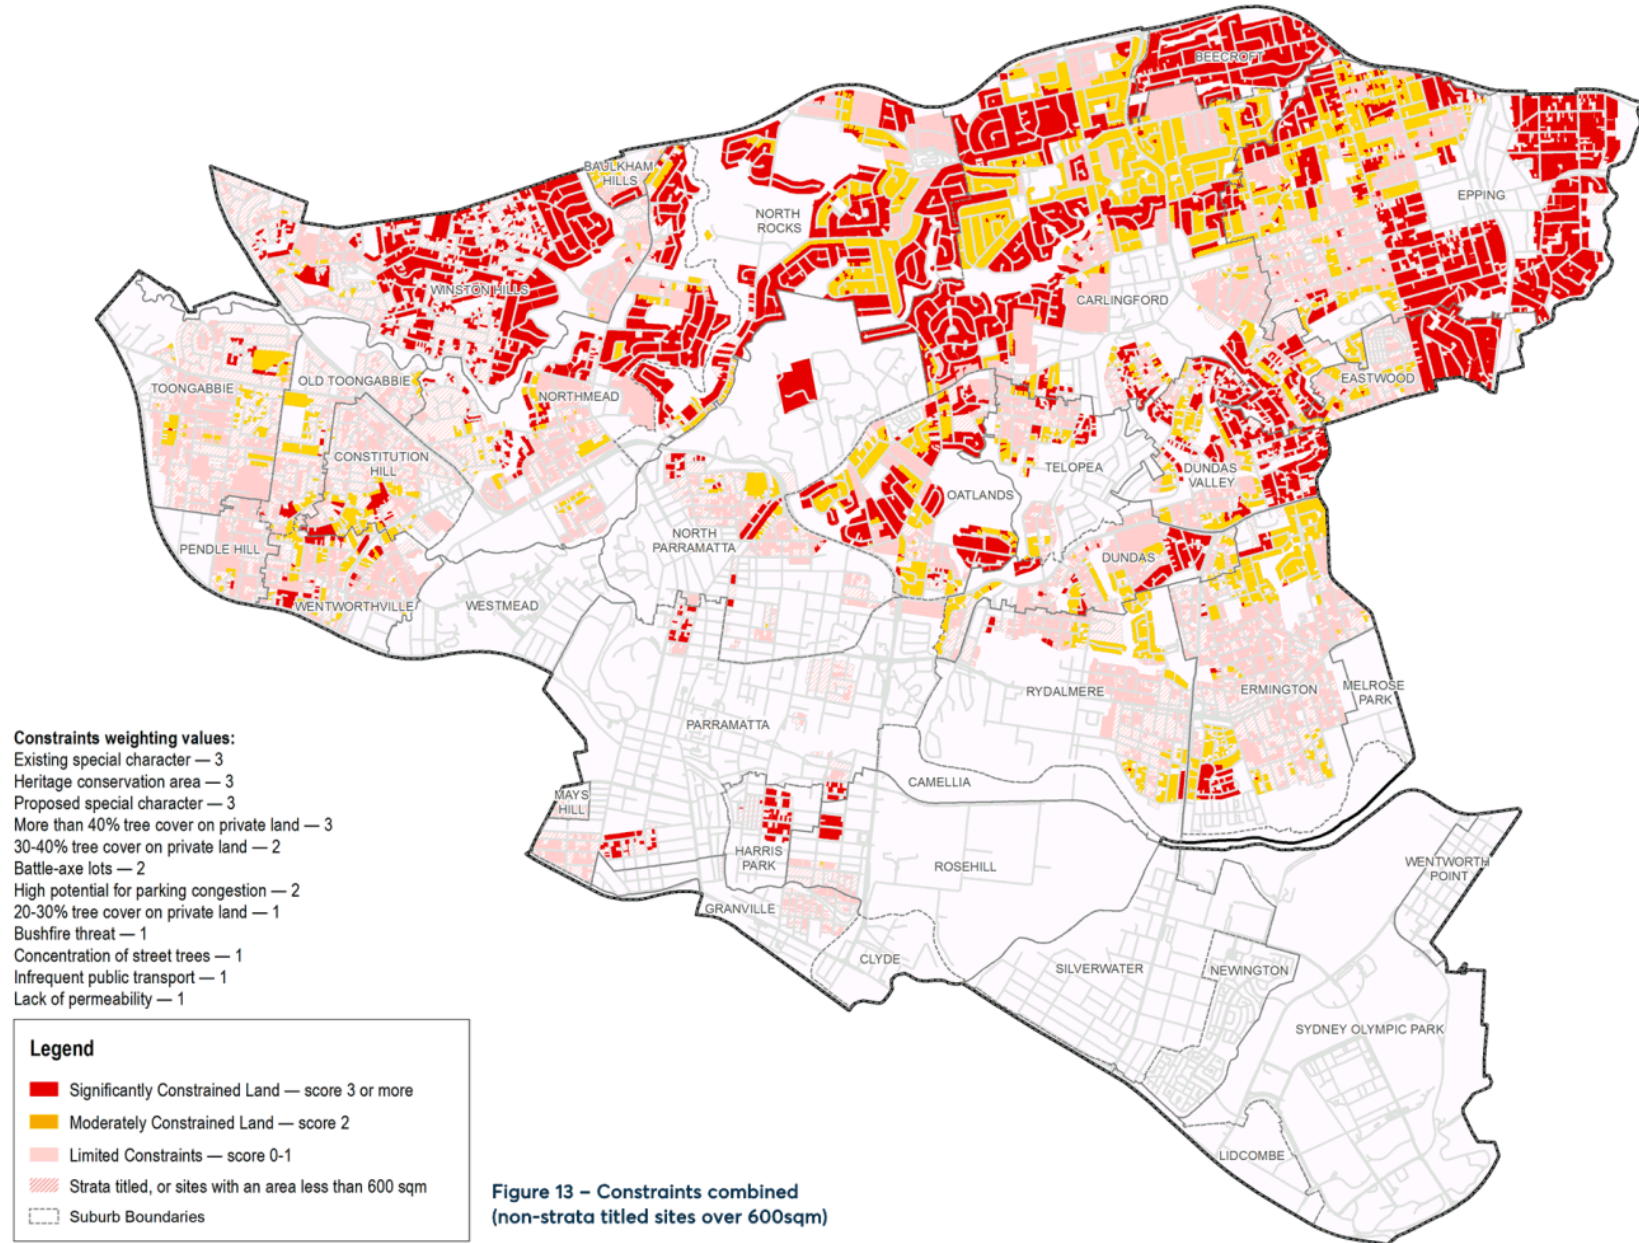 BEECROFT
BAULKHAM
HILLS
EPPING
NORTH
ROCKS
WINSTON HILLS
CARLINGFORD
TOONGABBIE
OLD TOONGABBIE
EASTWOOD
NORTHMEAD
CONSTITUTION
HILL
TELOPEA
DUNDAS
VALLEY
OATLANDS
NORTH
PARRAMATTA
PENDLE HILL
DUNDAS
WENTWORTHVILLE
WESTMEAD
RYDALMERE
ERMINGTON
MELROSE
PARK
PARRAMATTA
CAMELLIA
MAYS
HILL
HARRIS
PARK
ROSEHILL
WENTWORTH
POINT
GRANVILLE
CLYDE
SILVERWATER
NEWINGTON
SYDNEY OLYMPIC PARK
LIDCOMBE
Constraints weighting values:
Existing special character — 3
Heritage conservation area — 3
Proposed special character — 3
More than 40% tree cover on private land — 3
30-40% tree cover on private land — 2
Battle-axe lots — 2
High potential for parking congestion — 2
20-30% tree cover on private land — 1
Bushfire threat — 1
Concentration of street trees — 1
Infrequent public transport — 1
Lack of permeability — 1
Legend
Significantly Constrained Land — score 3 or more
Moderately Constrained Land — score 2
Limited Constraints — score 0-1
Strata titled, or sites with an area less than 600 sqm
Suburb Boundaries
Figure 13 – Constraints combined
(non-strata titled sites over 600sqm)